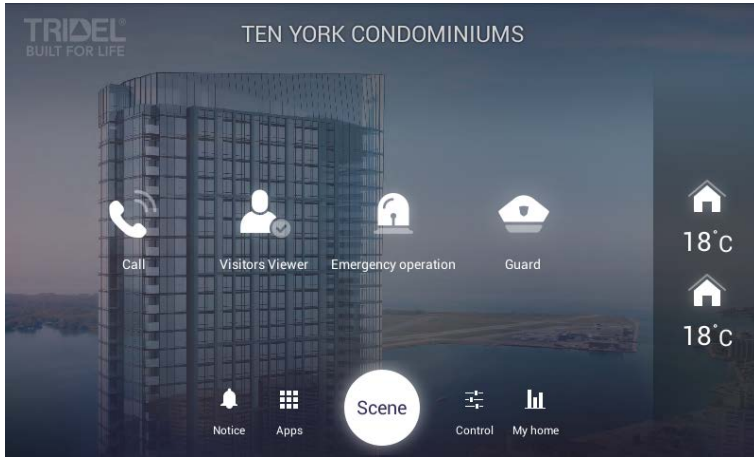 TRIDEL®
BUILT FOR LIFE
TEN YORK CONDOMINIUMS
Call
Visitors Viewer
Emergency operation
Guard
18°C
18°C
Notice
Apps
Scene
Control
My home